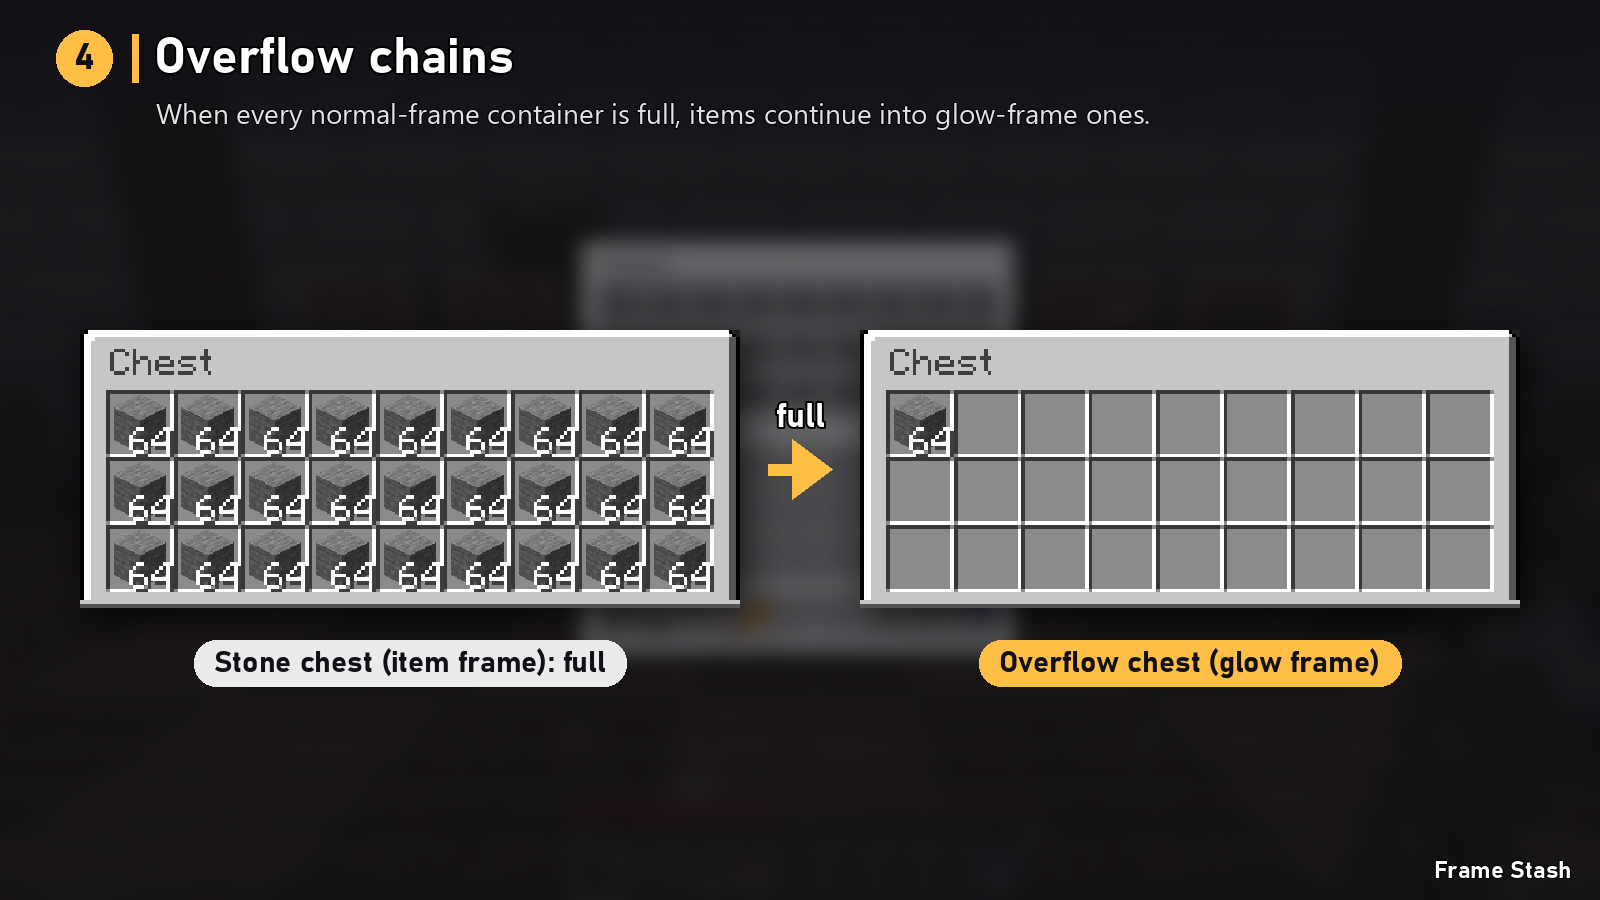 4
Overflow chains
When every normal-frame container is full, items continue into glow-frame ones.
Chest
64 64 64 64 64 64 64 64 64
64 64 64 64 64 64 64 64 64
64 64 64 64 64 64 64 64 64
full
Chest
64
Stone chest (item frame): full
Overflow chest (glow frame)
Frame Stash